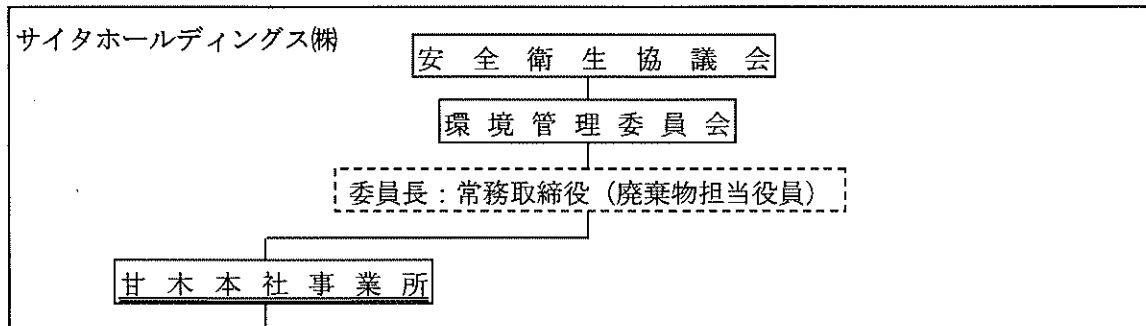 サイタホールディングス㈱
安全衛生協議会
環境管理委員会
委員長：常務取締役（廃棄物担当役員）
甘木本社事業所